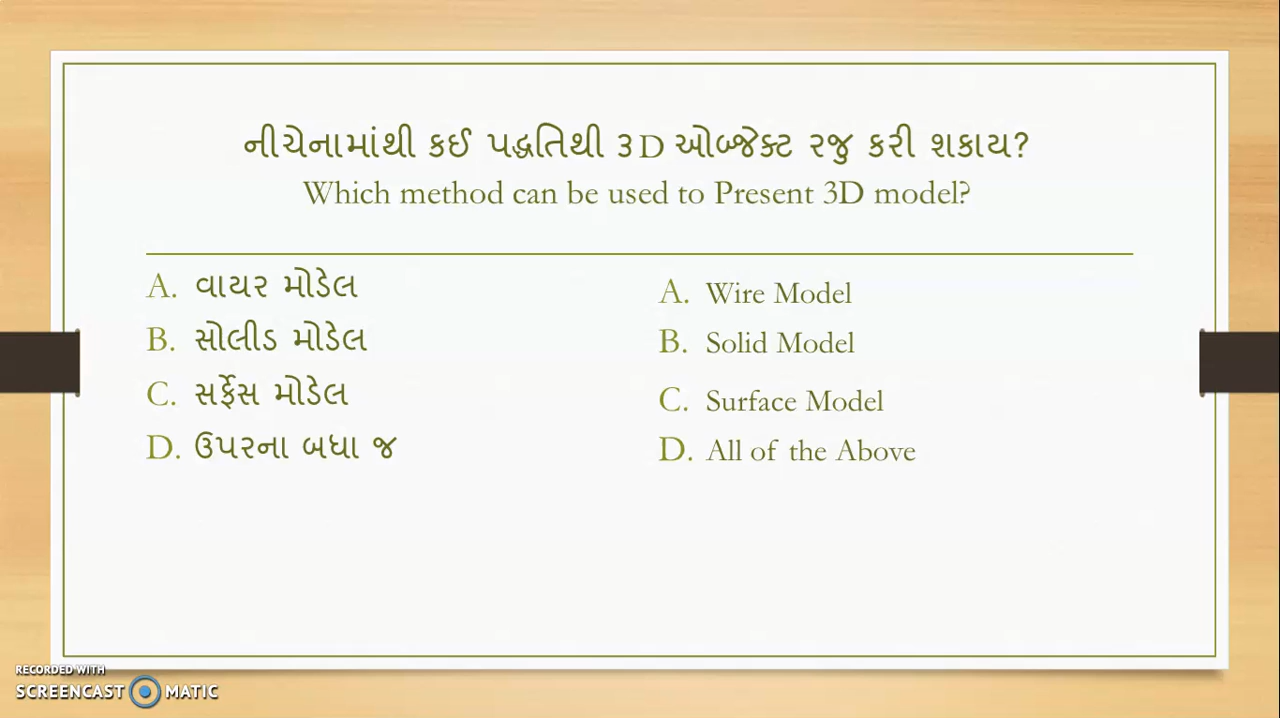 નીચેનામાંથી કઈ પદ્ધતિથી ૩D ઓબ્જેક્ટ રજુ કરી શકાય?
Which method can be used to Present 3D model?
A. વાયર મોડેલ
B. સોલીડ મોડેલ
C. સર્ફેસ મોડેલ
D. ઉપરના બધા જ
A. Wire Model
B. Solid Model
C. Surface Model
D. All of the Above
RECORDED WITH
SCREENCAST MATIC